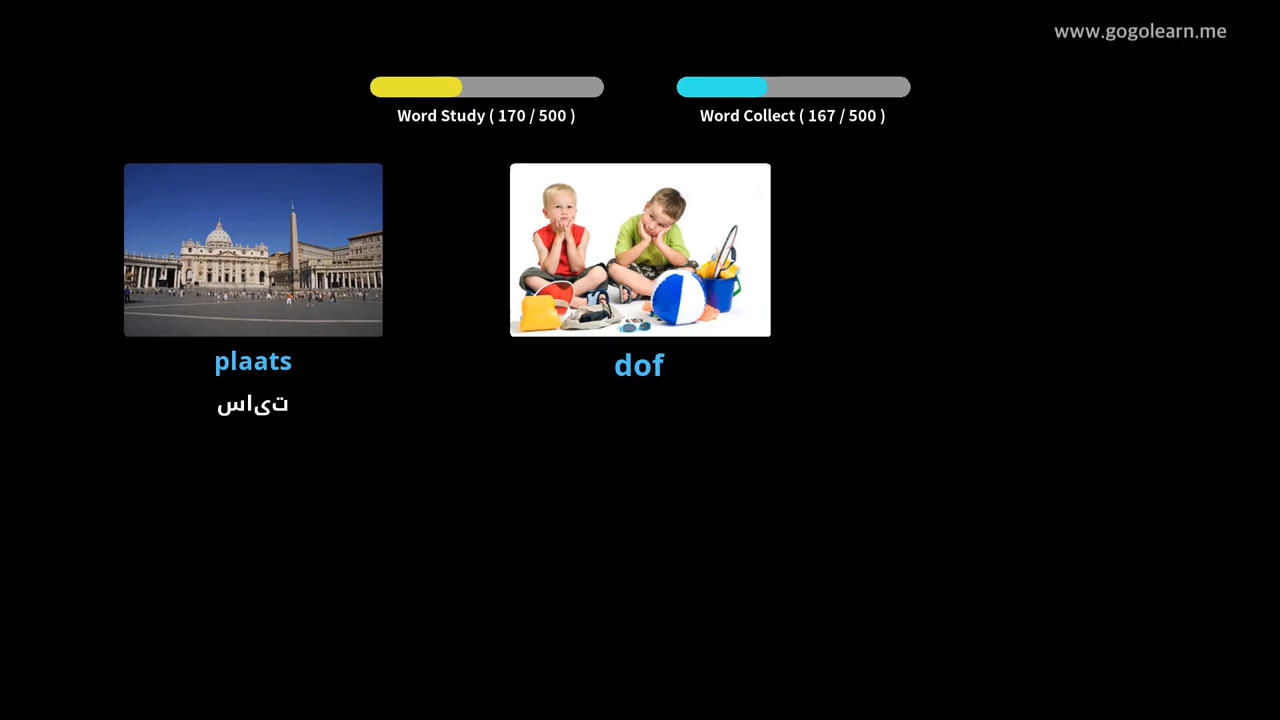 www.gogolearn.me
Word Study ( 170 / 500 )
Word Collect ( 167 / 500 )
plaats
تیاس
dof